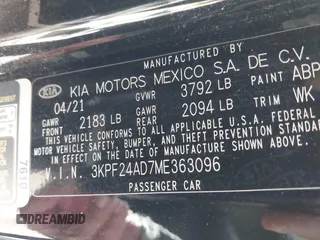 MANUFACTURED BY
KIA KIA MOTORS MEXICO S.A. DE C.V.
04/21 GVWR 3792 LB PAINT ABP
GAWR FRONT 2183 LB GAWR REAR 2094 LB TRIM WK
THIS VEHICLE CONFORMS TO ALL APPLICABLE FEDERAL
MOTOR VEHICLE SAFETY, BUMPER, AND THEFT PREVENTION
STANDARDS IN EFFECT ON THE DATE OF
MANUFACTURE SHOWN ABOVE.
V.I.N. 3KPF24AD7ME363096
PASSENGER CAR
7610
DREAMBID